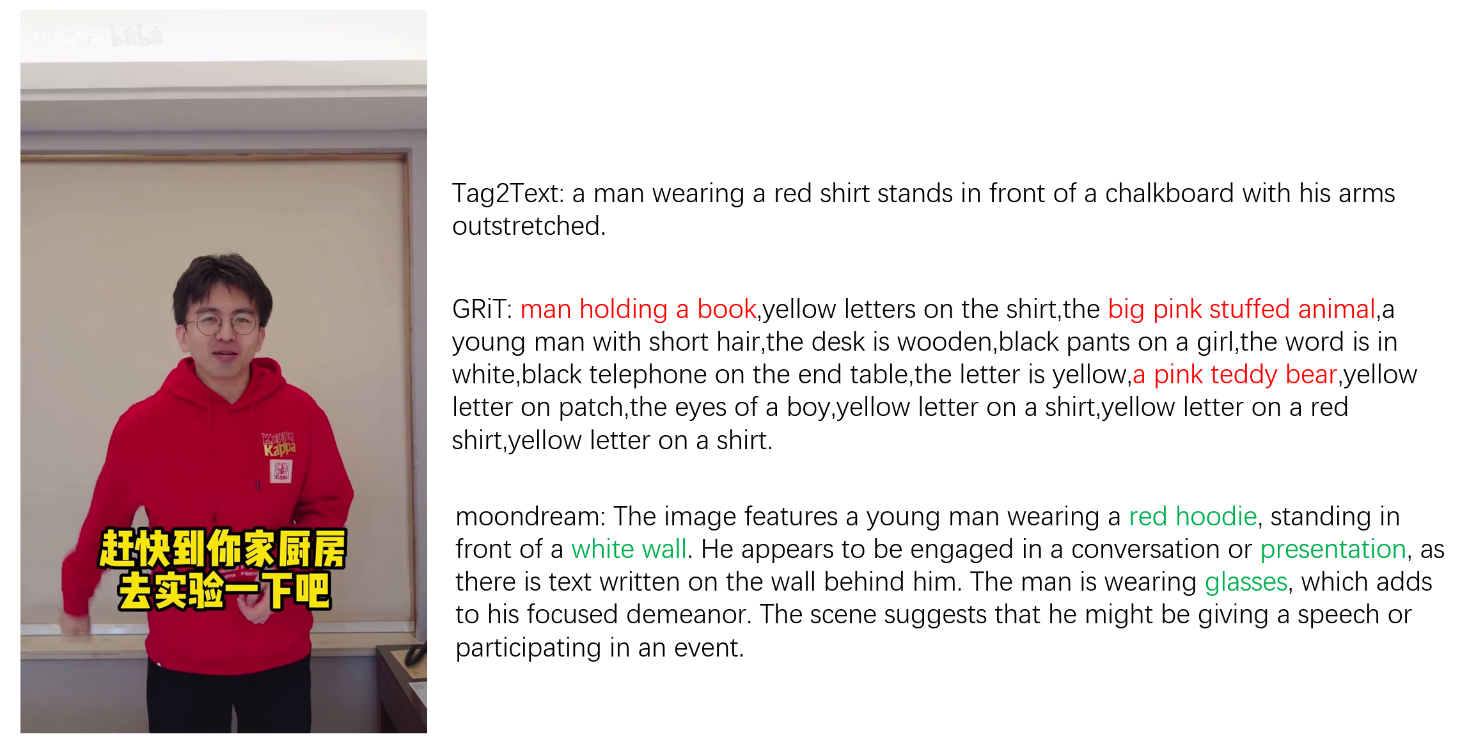 bilibili
Kappa
Kappa
赶快到你家厨房
去实验一下吧
Tag2Text: a man wearing a red shirt stands in front of a chalkboard with his arms
outstretched.
GRiT: man holding a book,yellow letters on the shirt,the big pink stuffed animal,a
young man with short hair,the desk is wooden,black pants on a girl,the word is in
white,black telephone on the end table,the letter is yellow,a pink teddy bear,yellow
letter on patch,the eyes of a boy,yellow letter on a shirt,yellow letter on a red
shirt,yellow letter on a shirt.
moondream: The image features a young man wearing a red hoodie, standing in
front of a white wall. He appears to be engaged in a conversation or presentation, as
there is text written on the wall behind him. The man is wearing glasses, which adds
to his focused demeanor. The scene suggests that he might be giving a speech or
participating in an event.